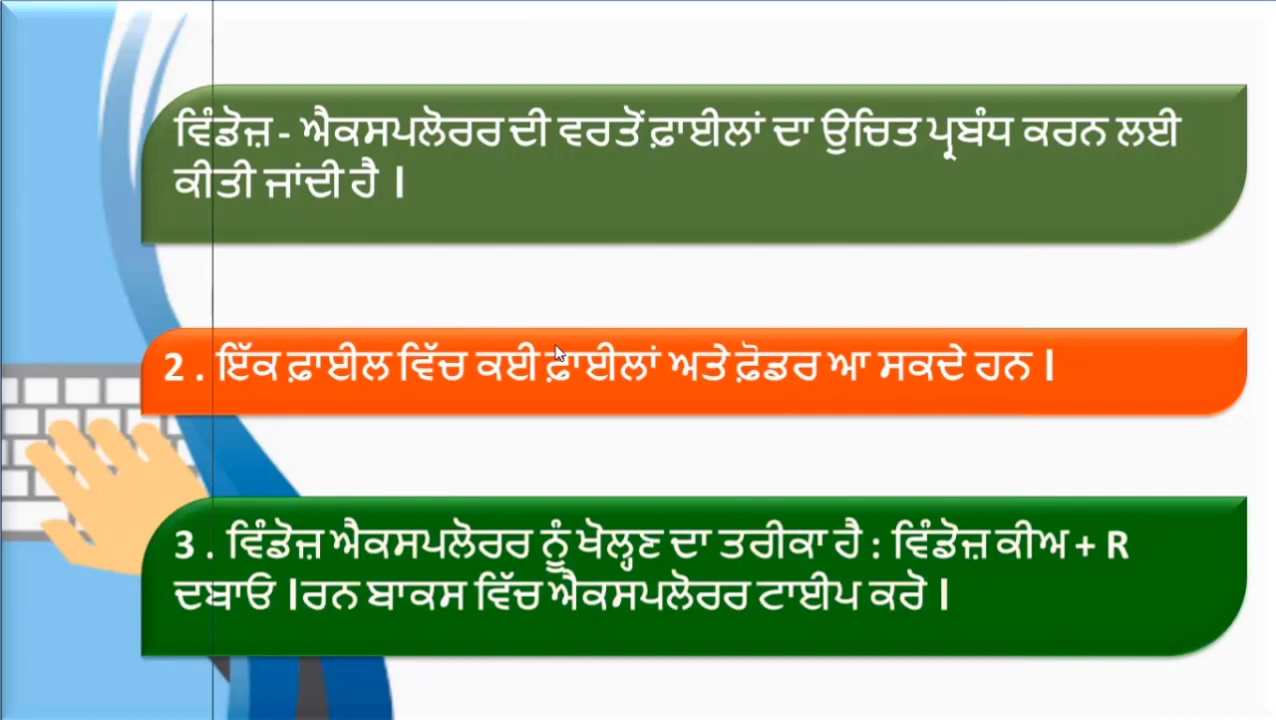 ਵਿੰਡੋਜ਼ - ਐਕਸਪਲੋਰਰ ਦੀ ਵਰਤੋਂ ਫ਼ਾਈਲਾਂ ਦਾ ਉਚਿਤ ਪ੍ਰਬੰਧ ਕਰਨ ਲਈ
ਕੀਤੀ ਜਾਂਦੀ ਹੈ ।
2 . ਇੱਕ ਫ਼ਾਈਲ ਵਿੱਚ ਕਈ ਫ਼ਾਈਲਾਂ ਅਤੇ ਫ਼ੋਡਰ ਆ ਸਕਦੇ ਹਨ ।
3 . ਵਿੰਡੋਜ਼ ਐਕਸਪਲੋਰਰ ਨੂੰ ਖੋਲ੍ਹਣ ਦਾ ਤਰੀਕਾ ਹੈ : ਵਿੰਡੋਜ਼ ਕੀਅ + R
ਦਬਾਓ ।ਰਨ ਬਾਕਸ ਵਿੱਚ ਐਕਸਪਲੋਰਰ ਟਾਈਪ ਕਰੋ ।